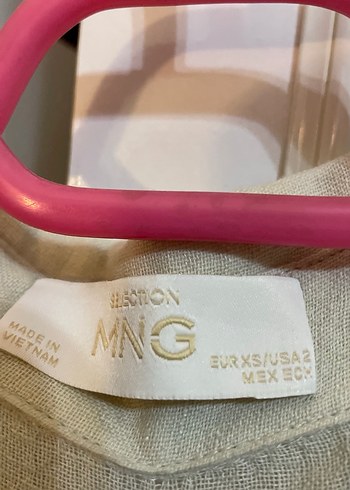 SELECTION
MNG
MADE IN
VIETNAM
EUR XS/USA 2
MEX ECH